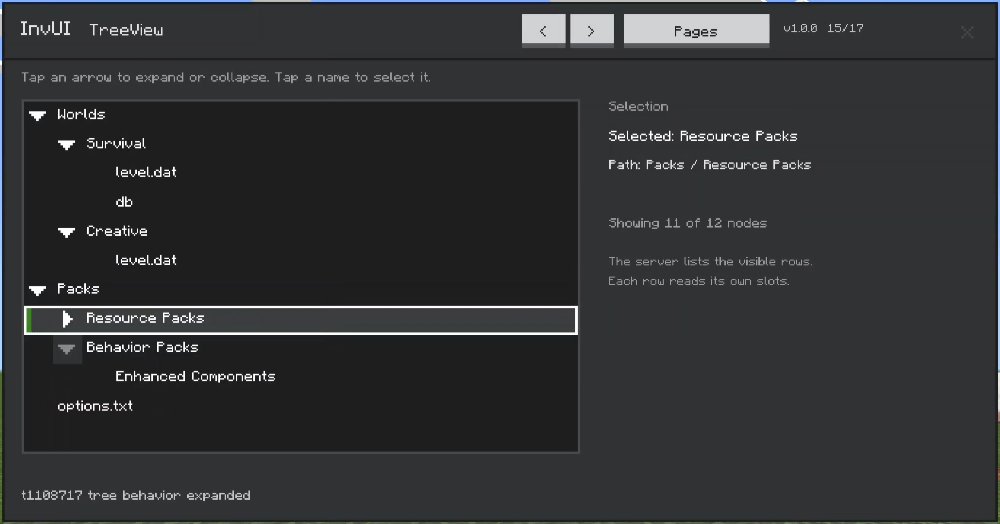 InvUI TreeView < > Pages v1.0.0 15/17 ×
Tap an arrow to expand or collapse. Tap a name to select it.
Worlds
Survival
level.dat
db
Creative
level.dat
Packs
Resource Packs
Behavior Packs
Enhanced Components
options.txt
Selection
Selected: Resource Packs
Path: Packs / Resource Packs
Showing 11 of 12 nodes
The server lists the visible rows.
Each row reads its own slots.
t1108717 tree behavior expanded